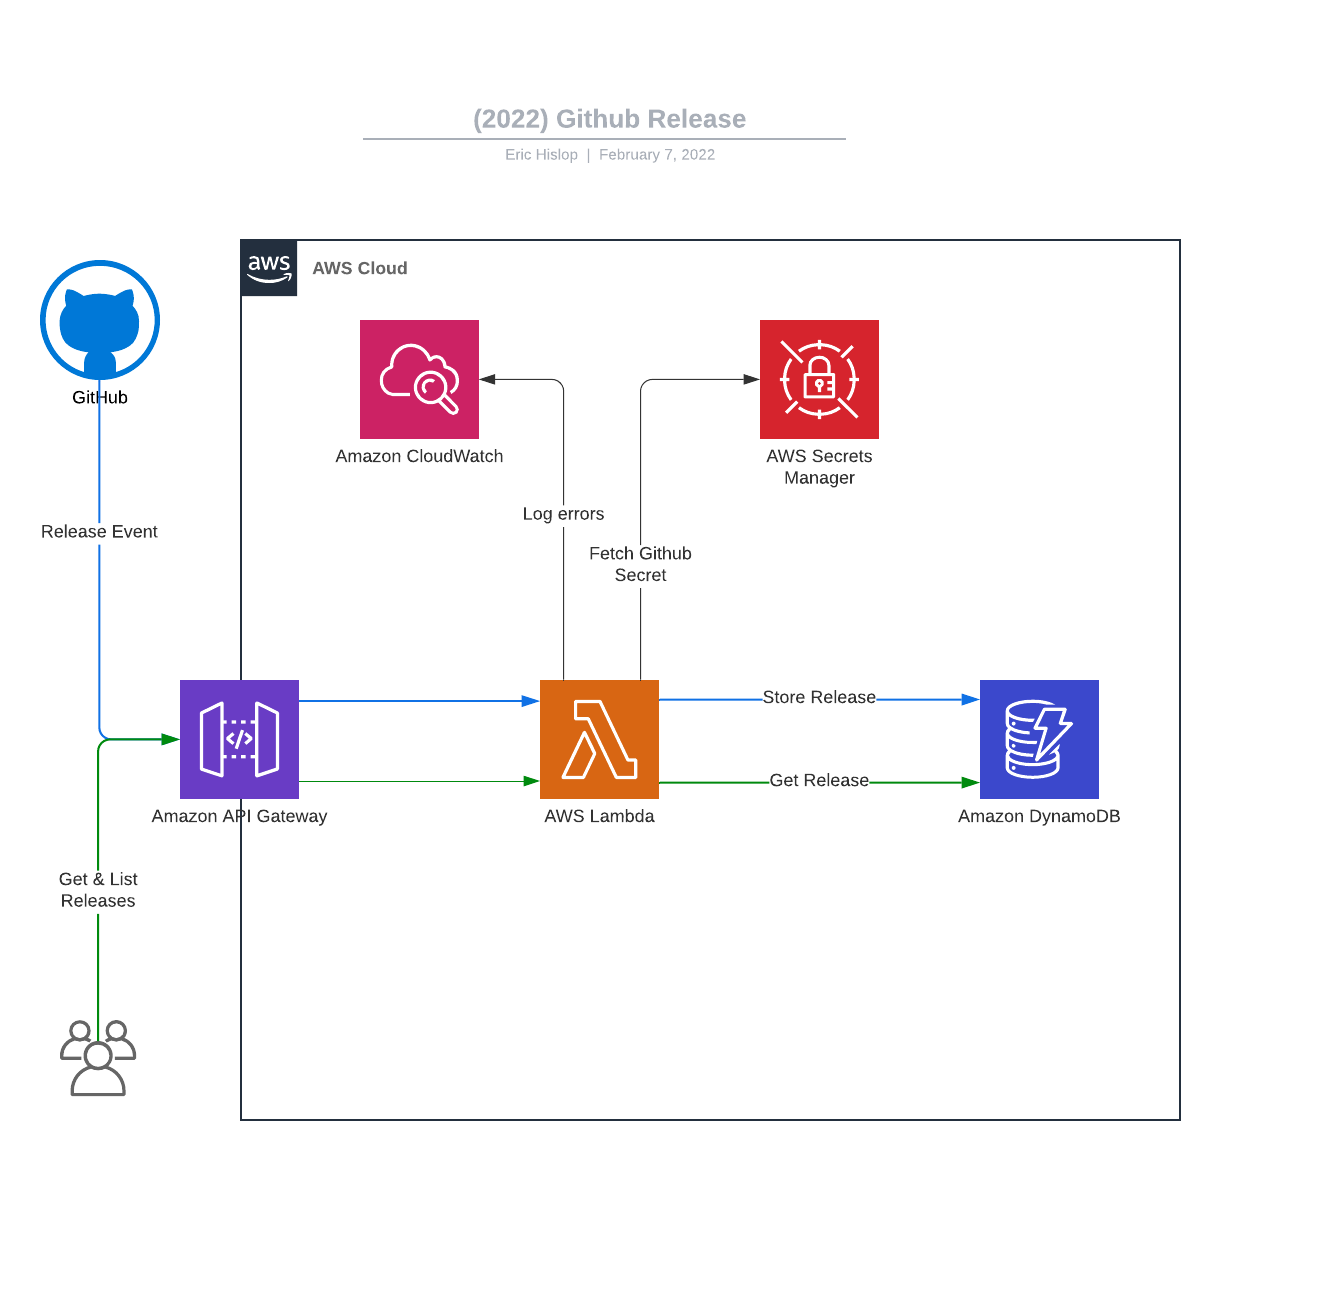 (2022) Github Release
Eric Hislop | February 7, 2022
aws
AWS Cloud
GitHub
Amazon CloudWatch
AWS Secrets
Manager
Log errors
Release Event
Fetch Github
Secret
Store Release
</>
Get Release
Amazon API Gateway
AWS Lambda
Amazon DynamoDB
Get & List
Releases